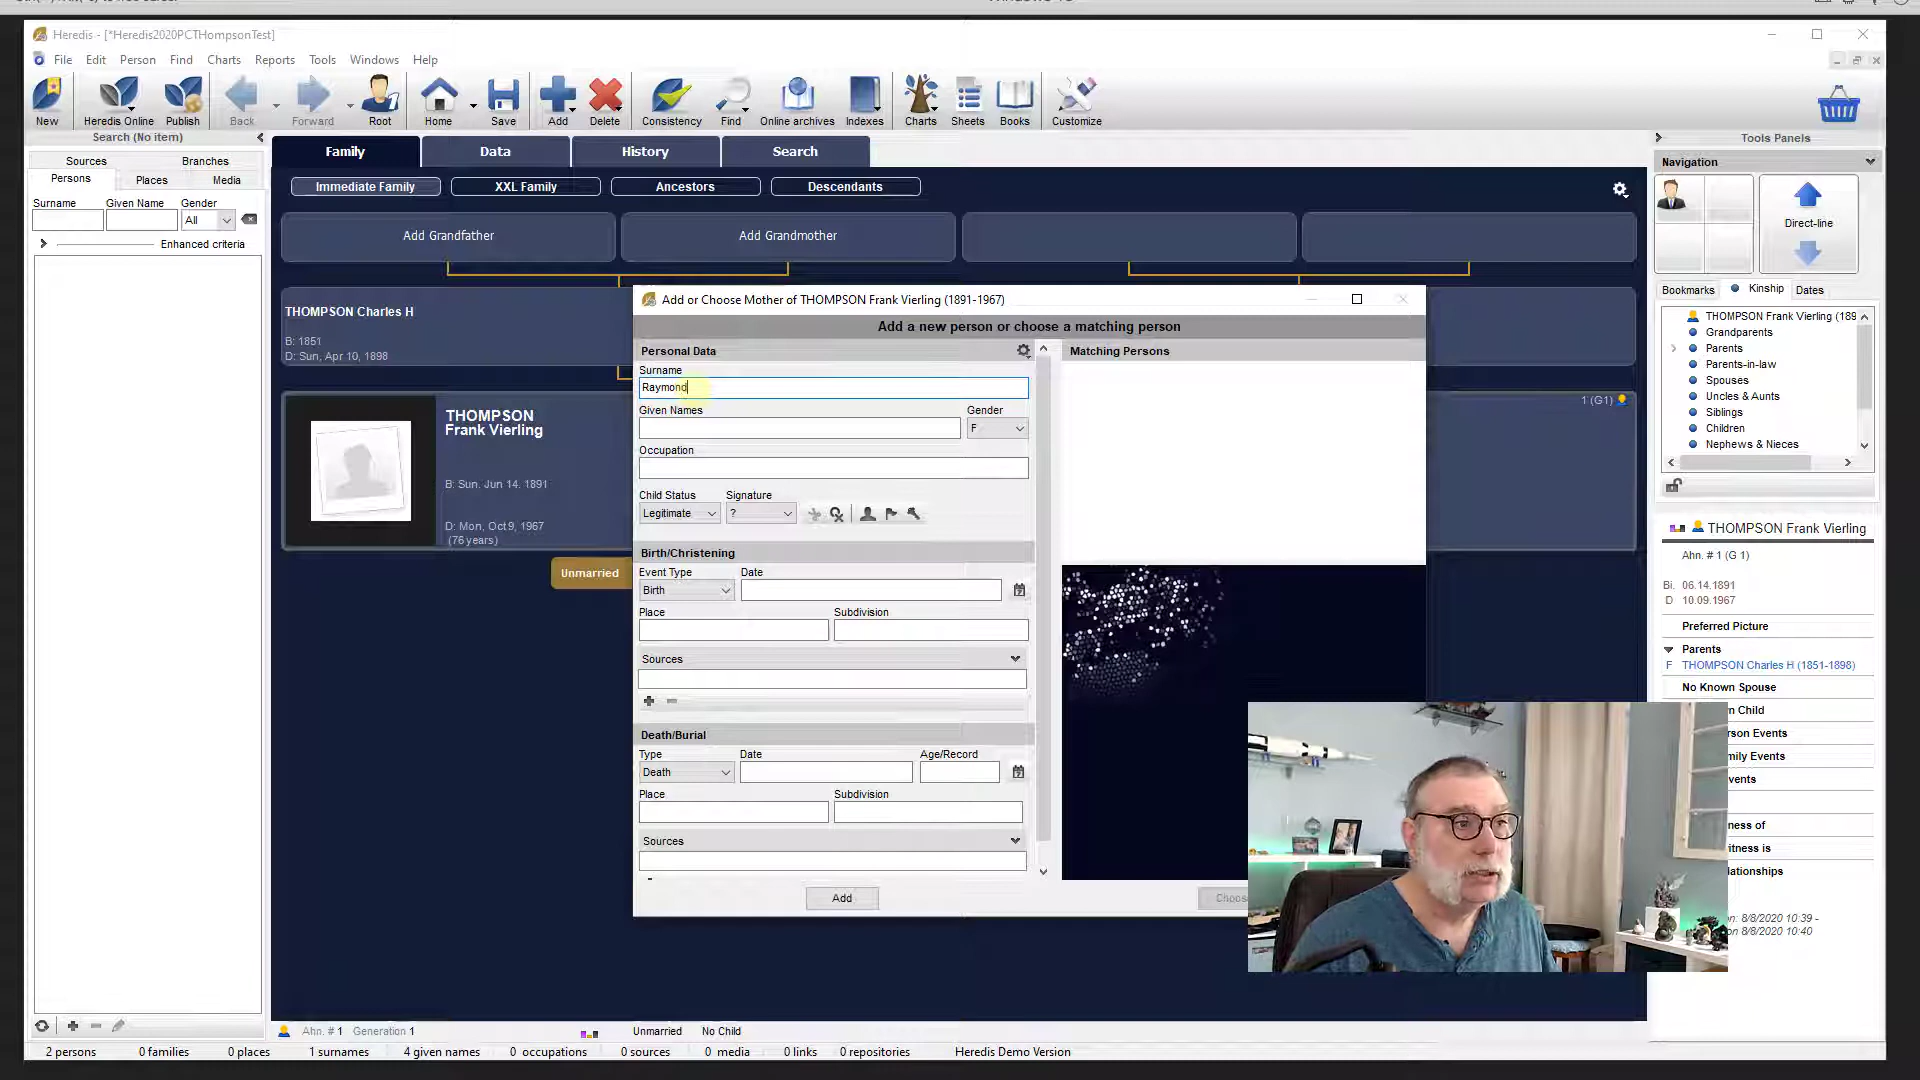 Heredis - [*Heredis2020PCTHompsonTest]
File Edit Person Find Charts Reports Tools Windows Help
New Heredis Online Publish Back Forward Root Home Save Add Delete Consistency Find Online archives Indexes Charts Sheets Books Customize
Search (No item)
Sources Branches
Persons Places Media
Surname Given Name Gender
All
Enhanced criteria
Family Data History Search
Immediate Family XXL Family Ancestors Descendants
Add Grandfather Add Grandmother
THOMPSON Charles H
B: 1851
D: Sun, Apr 10, 1898
THOMPSON
Frank Vierling
B: Sun. Jun 14. 1891
D: Mon, Oct 9, 1967
(76 years)
1 (G1)
Unmarried
Add or Choose Mother of THOMPSON Frank Vierling (1891-1967)
Add a new person or choose a matching person
Personal Data
Matching Persons
Surname
Raymond
Given Names Gender
F
Occupation
Child Status Signature
Legitimate ?
Birth/Christening
Event Type Date
Birth
Place Subdivision
Sources
Death/Burial
Type Date Age/Record
Death
Place Subdivision
Sources
Add
Tools Panels
Navigation
Direct-line
Bookmarks Kinship Dates
THOMPSON Frank Vierling (189
Grandparents
Parents
Parents-in-law
Spouses
Uncles & Aunts
Siblings
Children
Nephews & Nieces
THOMPSON Frank Vierling
Ahn. # 1 (G 1)
Bi. 06.14.1891
D 10.09.1967
Preferred Picture
Parents
F THOMPSON Charles H (1851-1898)
No Known Spouse
Child
Events
Events
8/8/2020 10:39 -
8/8/2020 10:40
Ahn. # 1 Generation 1 Unmarried No Child
2 persons 0 families 0 places 1 surnames 4 given names 0 occupations 0 sources 0 media 0 links 0 repositories Heredis Demo Version